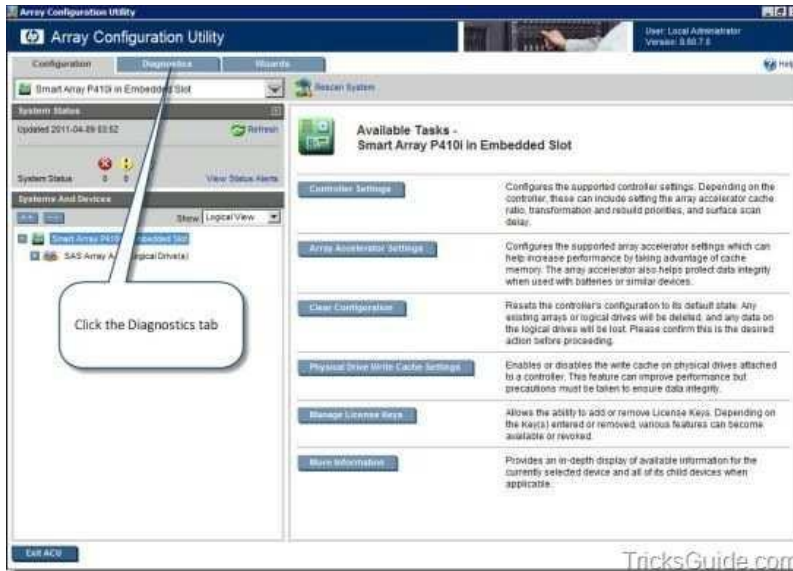 Array Configuration Utility
Array Configuration Utility
User: Local Administrator
Version: 8.60.7.0
Configuration
Diagnostics
Wizards
Help
Smart Array P410i in Embedded Slot
Rescan System
System Status
Updated 2011-04-09 03:52
Refresh
System Status
0
0
View Status Alerts
Systems And Devices
Show
Logical View
Smart Array P410i
Embedded Slot
SAS Array A
Logical Drive(s)
Click the Diagnostics tab
Available Tasks -
Smart Array P410i in Embedded Slot
Controller Settings
Configures the supported controller settings. Depending on the
controller, these can include setting the array accelerator cache
ratio, transformation and rebuild priorities, and surface scan
delay.
Array Accelerator Settings
Configures the supported array accelerator settings which can
help increase performance by taking advantage of cache
memory. The array accelerator also helps protect data integrity
when used with batteries or similar devices.
Clear Configuration
Resets the controller's configuration to its default state. Any
existing arrays or logical drives will be deleted, and any data on
the logical drives will be lost. Please confirm this is the desired
action before proceeding.
Physical Drive Write Cache Settings
Enables or disables the write cache on physical drives attached
to a controller. This feature can improve performance but
precautions must be taken to ensure data integrity.
Manage License Keys
Allows the ability to add or remove License Keys. Depending on
the Key(s) entered or removed, various features can become
available or revoked.
More Information
Provides an in-depth display of available information for the
currently selected device and all of its child devices when
applicable.
Exit ACU
TricksGuide.com